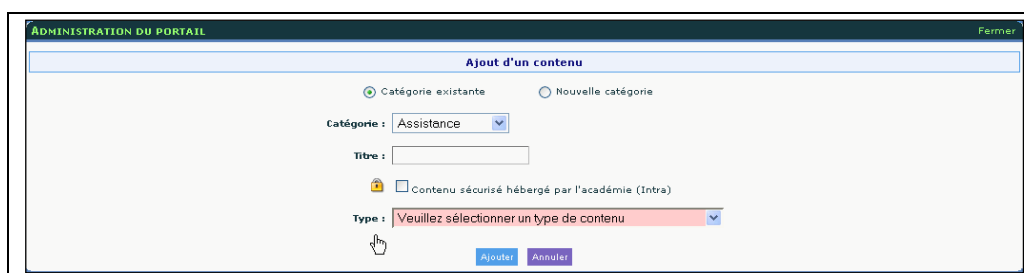 ADMINISTRATION DU PORTAIL Fermer
Ajout d'un contenu
Catégorie existante Nouvelle catégorie
Catégorie : Assistance
Titre :
Contenu sécurisé hébergé par l'académie (Intra)
Type : Veuillez sélectionner un type de contenu
Ajouter Annuler